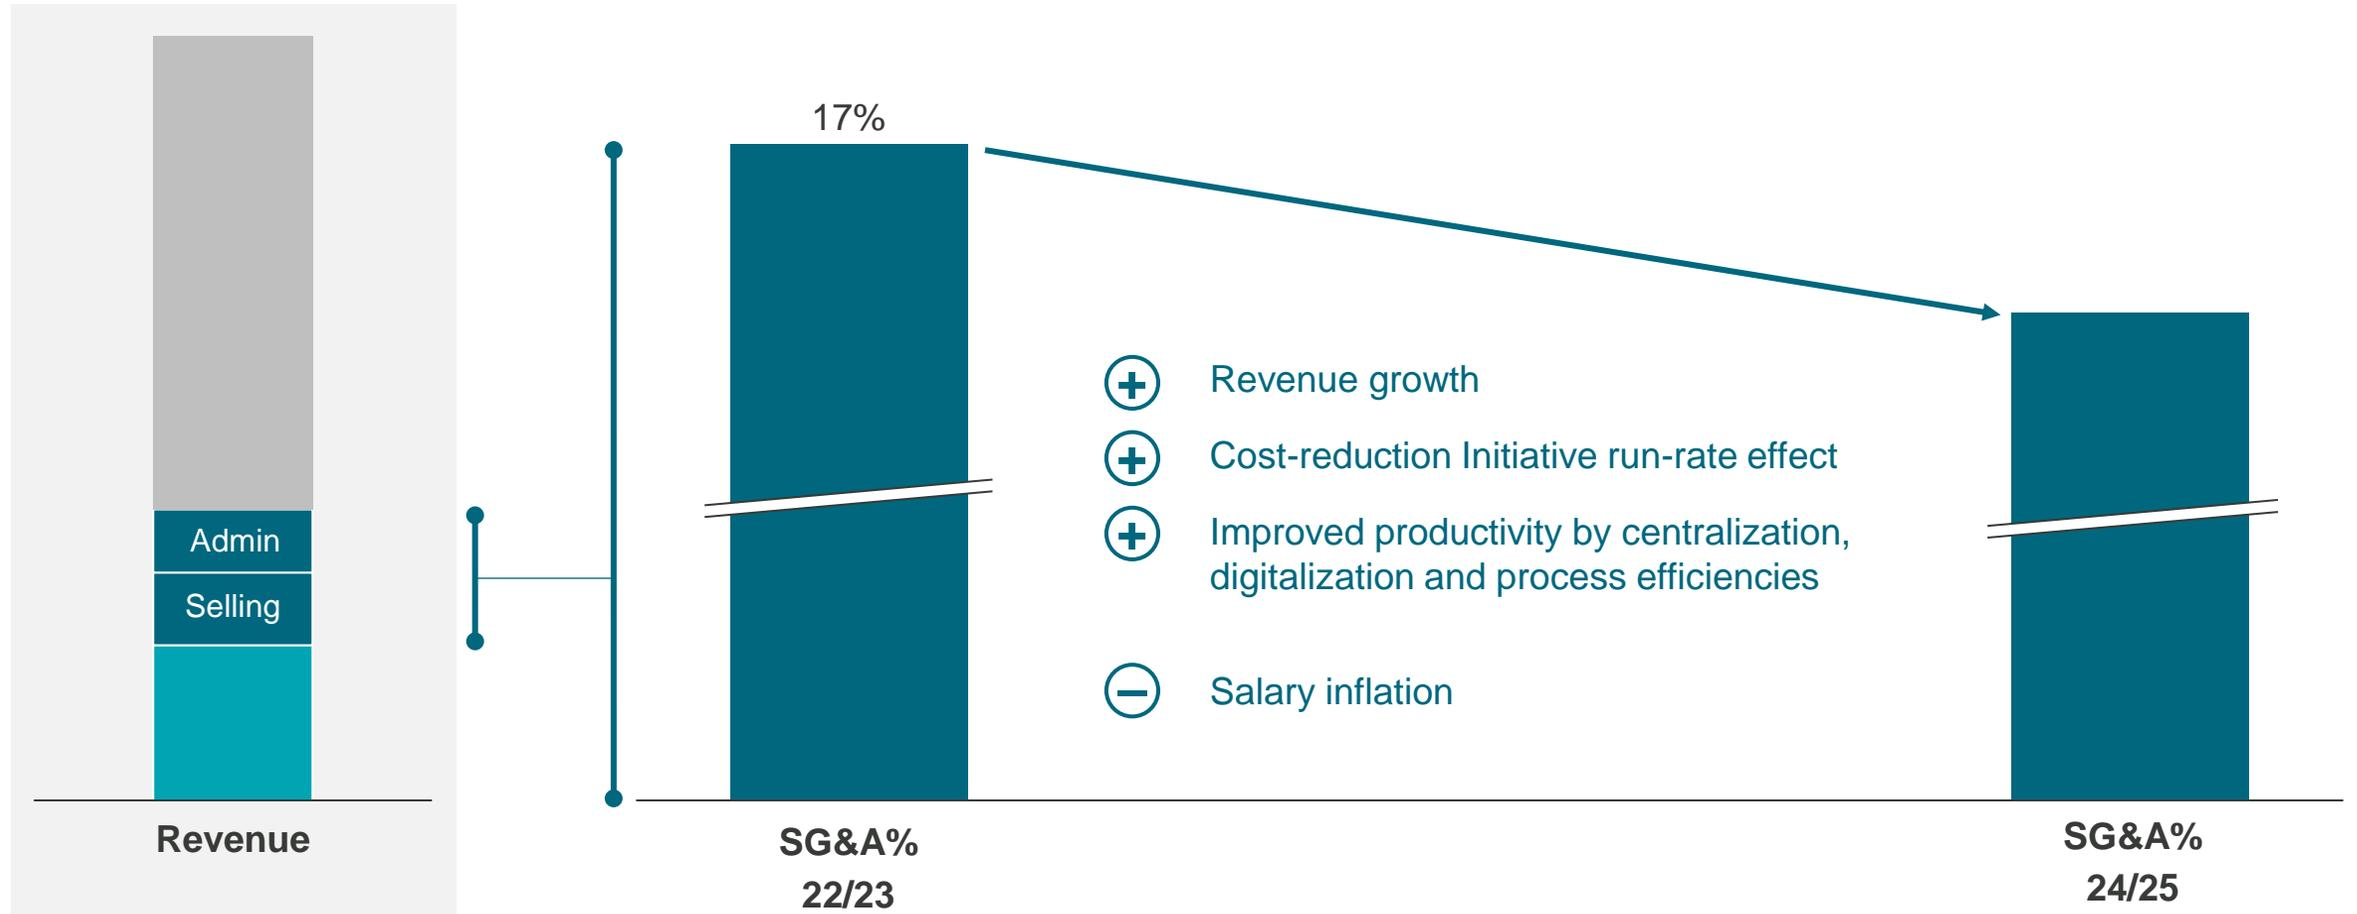 Admin
Selling
Revenue
17%
SG&A%
22/23
Revenue growth
Cost-reduction Initiative run-rate effect
Improved productivity by centralization,
digitalization and process efficiencies
Salary inflation
SG&A%
24/25